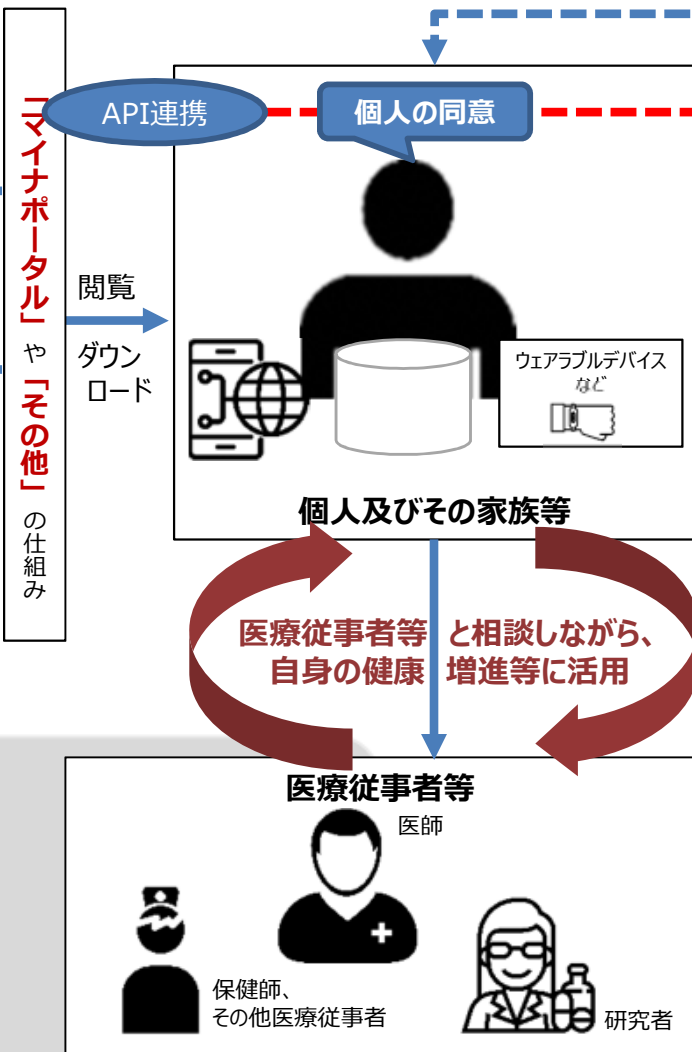 「マイナポータル」や「その他」の仕組み
API連携
個人の同意
閲覧
ダウン
ロード
ウェアラブルデバイス
など
個人及びその家族等
医療従事者等と相談しながら、
自身の健康増進等に活用
医療従事者等
医師
保健師、
その他医療従事者
研究者